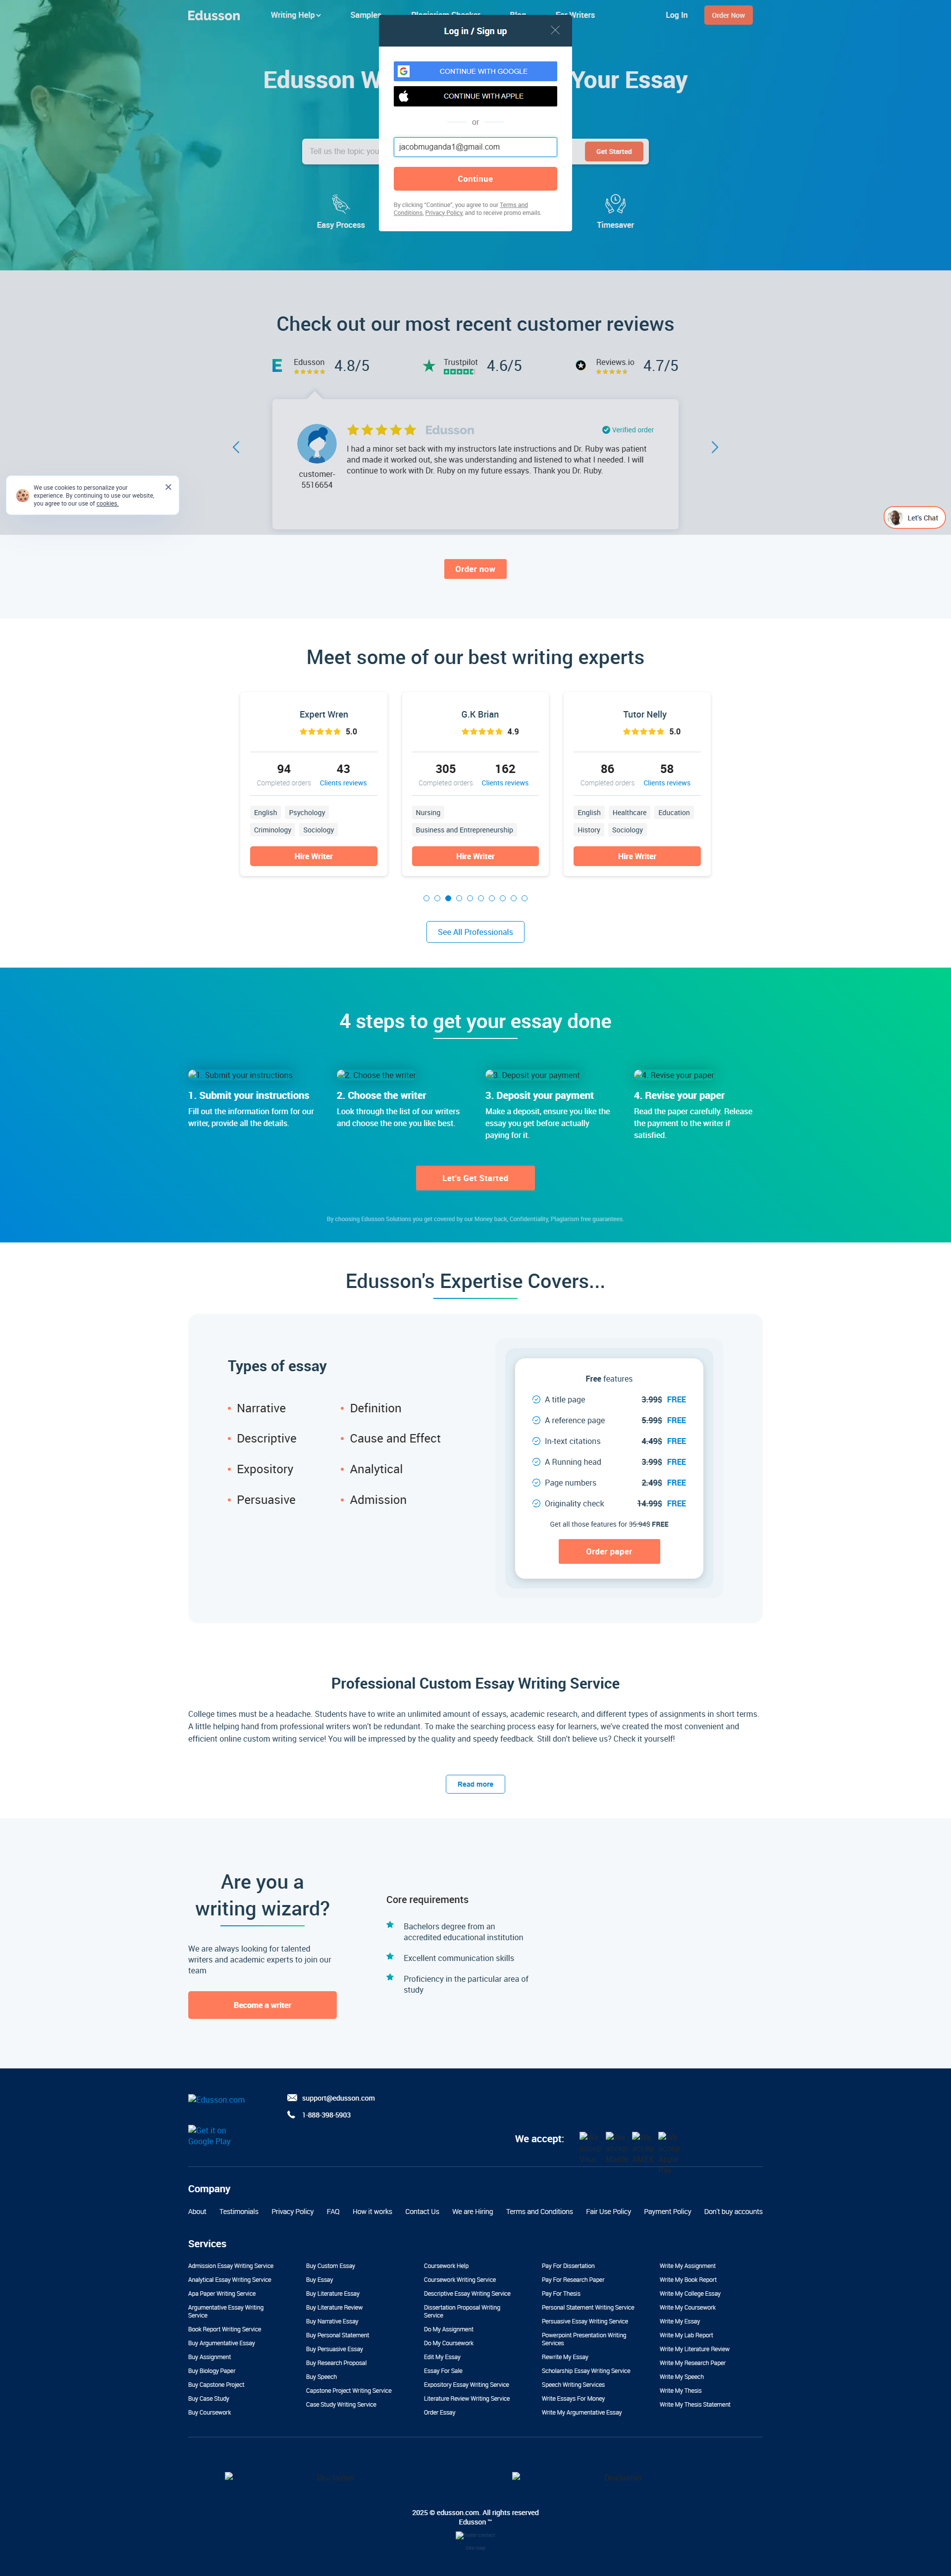 Edusson
Writing Help
Samples
Plagiarism Checker
Blog
For Writers
Log In
Order Now
Log in / Sign up
CONTINUE WITH GOOGLE
CONTINUE WITH APPLE
or
jacobmuganda1@gmail.com
Continue
By clicking "Continue", you agree to our Terms and
Conditions, Privacy Policy, and to receive promo emails.
Edusson W
Your Essay
Tell us the topic you
Get Started
Easy Process
Timesaver
Check out our most recent customer reviews
Edusson
4.8/5
Trustpilot
4.6/5
Reviews.io
4.7/5
customer-
5516654
Edusson
Verified order
I had a minor set back with my instructors late instructions and Dr. Ruby was patient
and made it worked out, she was understanding and listened to what I needed. I will
continue to work with Dr. Ruby on my future essays. Thank you Dr. Ruby.
We use cookies to personalize your
experience. By continuing to use our website,
you agree to our use of cookies.
Let's Chat
Order now
Meet some of our best writing experts
Expert Wren
5.0
94
43
Completed orders
Clients reviews
English
Psychology
Criminology
Sociology
Hire Writer
G.K Brian
4.9
305
162
Completed orders
Clients reviews
Nursing
Business and Entrepreneurship
Hire Writer
Tutor Nelly
5.0
86
58
Completed orders
Clients reviews
English
Healthcare
Education
History
Sociology
Hire Writer
See All Professionals
4 steps to get your essay done
1. Submit your instructions
2. Choose the writer
3. Deposit your payment
4. Revise your paper
1. Submit your instructions
Fill out the information form for our
writer, provide all the details.
2. Choose the writer
Look through the list of our writers
and choose the one you like best.
3. Deposit your payment
Make a deposit, ensure you like the
essay you get before actually
paying for it.
4. Revise your paper
Read the paper carefully. Release
the payment to the writer if
satisfied.
Let's Get Started
By choosing Edusson Solutions you get covered by our Money back, Confidentiality, Plagiarism free guarantees.
Edusson's Expertise Covers...
Types of essay
Narrative
Descriptive
Expository
Persuasive
Definition
Cause and Effect
Analytical
Admission
Free features
A title page 3.99$ FREE
A reference page 5.99$ FREE
In-text citations 4.49$ FREE
A Running head 3.99$ FREE
Page numbers 2.49$ FREE
Originality check 14.99$ FREE
Get all those features for 35.94$ FREE
Order paper
Professional Custom Essay Writing Service
College times must be a headache. Students have to write an unlimited amount of essays, academic research, and different types of assignments in short terms.
A little helping hand from professional writers won't be redundant. To make the searching process easy for learners, we've created the most convenient and
efficient online custom writing service! You will be impressed by the quality and speedy feedback. Still don't believe us? Check it yourself!
Read more
Are you a
writing wizard?
We are always looking for talented
writers and academic experts to join our
team
Become a writer
Core requirements
Bachelors degree from an
accredited educational institution
Excellent communication skills
Proficiency in the particular area of
study
Edusson.com
Get it on
Google Play
support@edusson.com
1-888-398-5903
We accept:
Company
About
Testimonials
Privacy Policy
FAQ
How it works
Contact Us
We are Hiring
Terms and Conditions
Fair Use Policy
Payment Policy
Don't buy accounts
Services
Admission Essay Writing Service
Analytical Essay Writing Service
Apa Paper Writing Service
Argumentative Essay Writing
Service
Book Report Writing Service
Buy Argumentative Essay
Buy Assignment
Buy Biology Paper
Buy Capstone Project
Buy Case Study
Buy Coursework
Buy Custom Essay
Buy Essay
Buy Literature Essay
Buy Literature Review
Buy Narrative Essay
Buy Personal Statement
Buy Persuasive Essay
Buy Research Proposal
Buy Speech
Capstone Project Writing Service
Case Study Writing Service
Coursework Help
Coursework Writing Service
Descriptive Essay Writing Service
Dissertation Proposal Writing
Service
Do My Assignment
Do My Coursework
Edit My Essay
Essay For Sale
Expository Essay Writing Service
Literature Review Writing Service
Order Essay
Pay For Dissertation
Pay For Research Paper
Pay For Thesis
Personal Statement Writing Service
Persuasive Essay Writing Service
Powerpoint Presentation Writing
Services
Rewrite My Essay
Scholarship Essay Writing Service
Speech Writing Services
Write Essays For Money
Write My Argumentative Essay
Write My Assignment
Write My Book Report
Write My College Essay
Write My Coursework
Write My Essay
Write My Lab Report
Write My Literature Review
Write My Research Paper
Write My Speech
Write My Thesis
Write My Thesis Statement
2025 © edusson.com. All rights reserved
Edusson ™